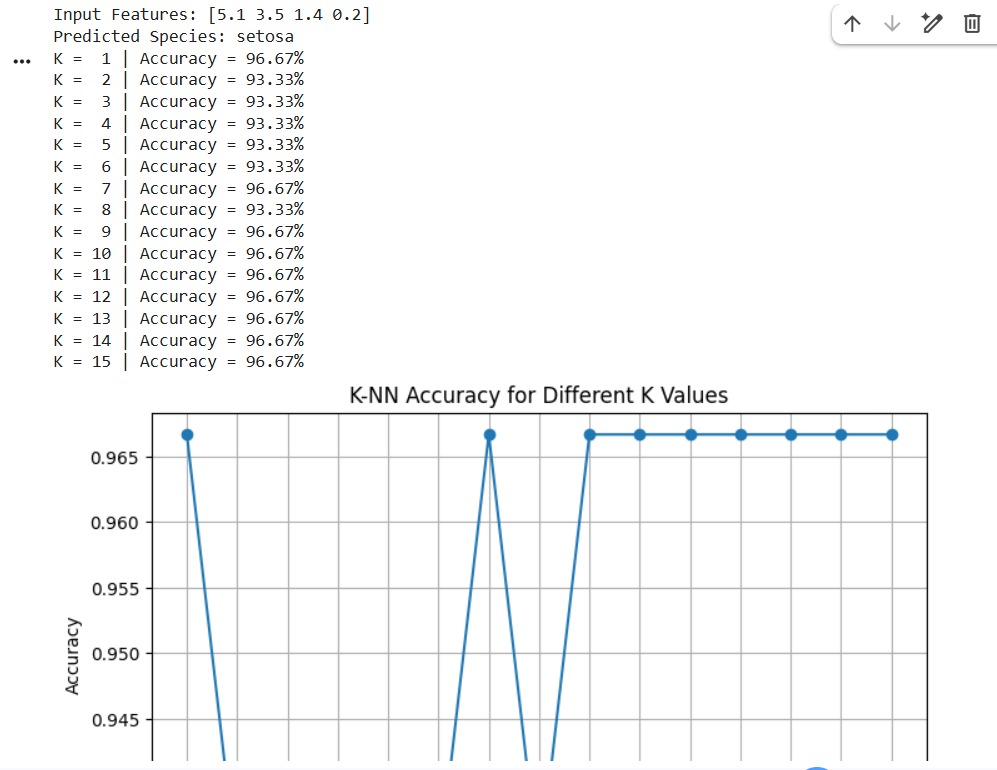 Input Features: [5.1 3.5 1.4 0.2]
Predicted Species: setosa
K =  1 | Accuracy = 96.67%
K =  2 | Accuracy = 93.33%
K =  3 | Accuracy = 93.33%
K =  4 | Accuracy = 93.33%
K =  5 | Accuracy = 93.33%
K =  6 | Accuracy = 93.33%
K =  7 | Accuracy = 96.67%
K =  8 | Accuracy = 93.33%
K =  9 | Accuracy = 96.67%
K = 10 | Accuracy = 96.67%
K = 11 | Accuracy = 96.67%
K = 12 | Accuracy = 96.67%
K = 13 | Accuracy = 96.67%
K = 14 | Accuracy = 96.67%
K = 15 | Accuracy = 96.67%
K-NN Accuracy for Different K Values
0.965
0.960
0.955
0.950
0.945
Accuracy